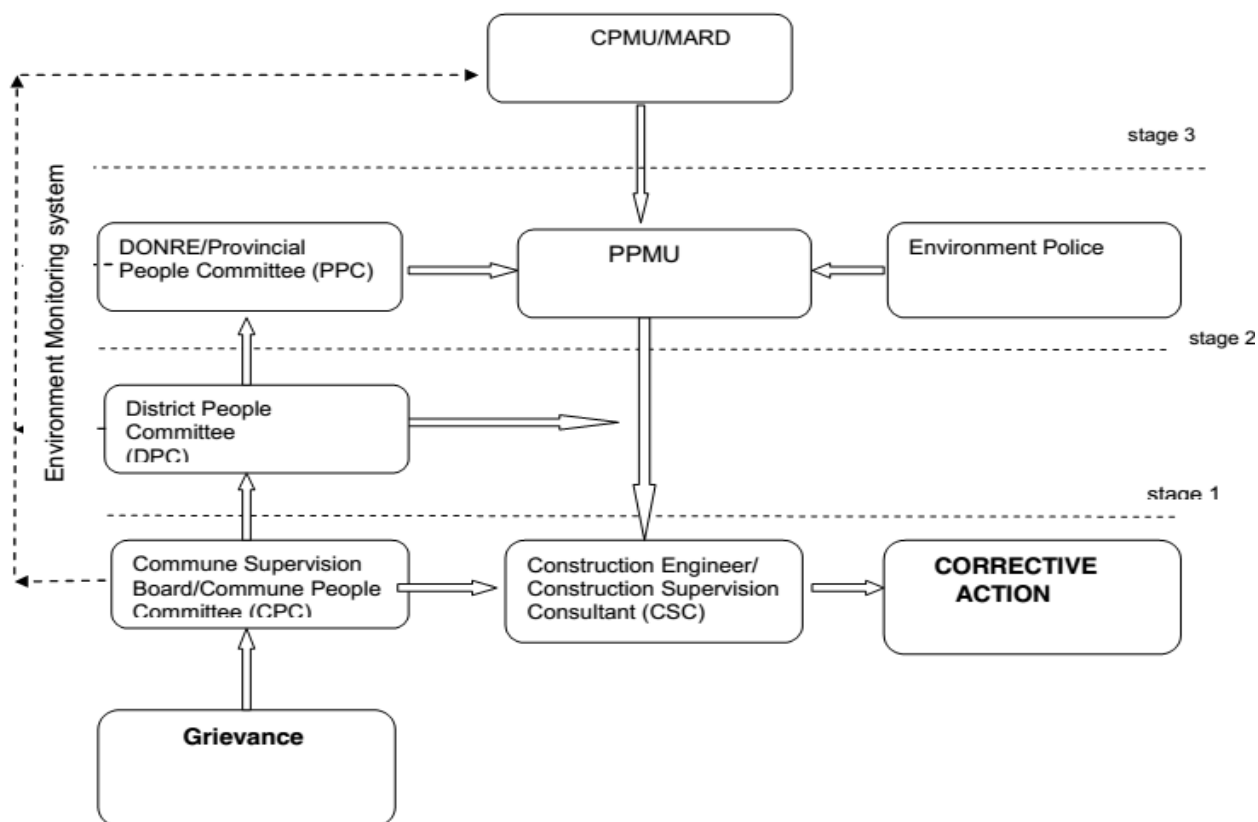 CPMU/MARD
stage 3
Environment Monitoring system
DONRE/Provincial
People Committee (PPC)
PPMU
Environment Police
stage 2
District People
Committee
(DPC)
stage 1
Commune Supervision
Board/Commune People
Committee (CPC)
Construction Engineer/
Construction Supervision
Consultant (CSC)
CORRECTIVE
ACTION
Grievance